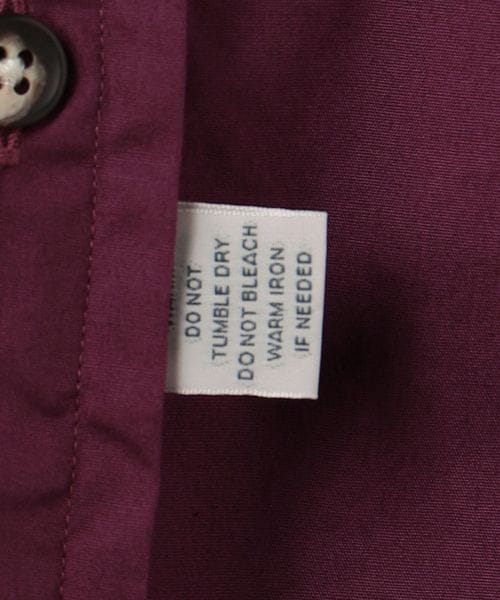 DO NOT
TUMBLE DRY
DO NOT BLEACH
WARM IRON
IF NEEDED